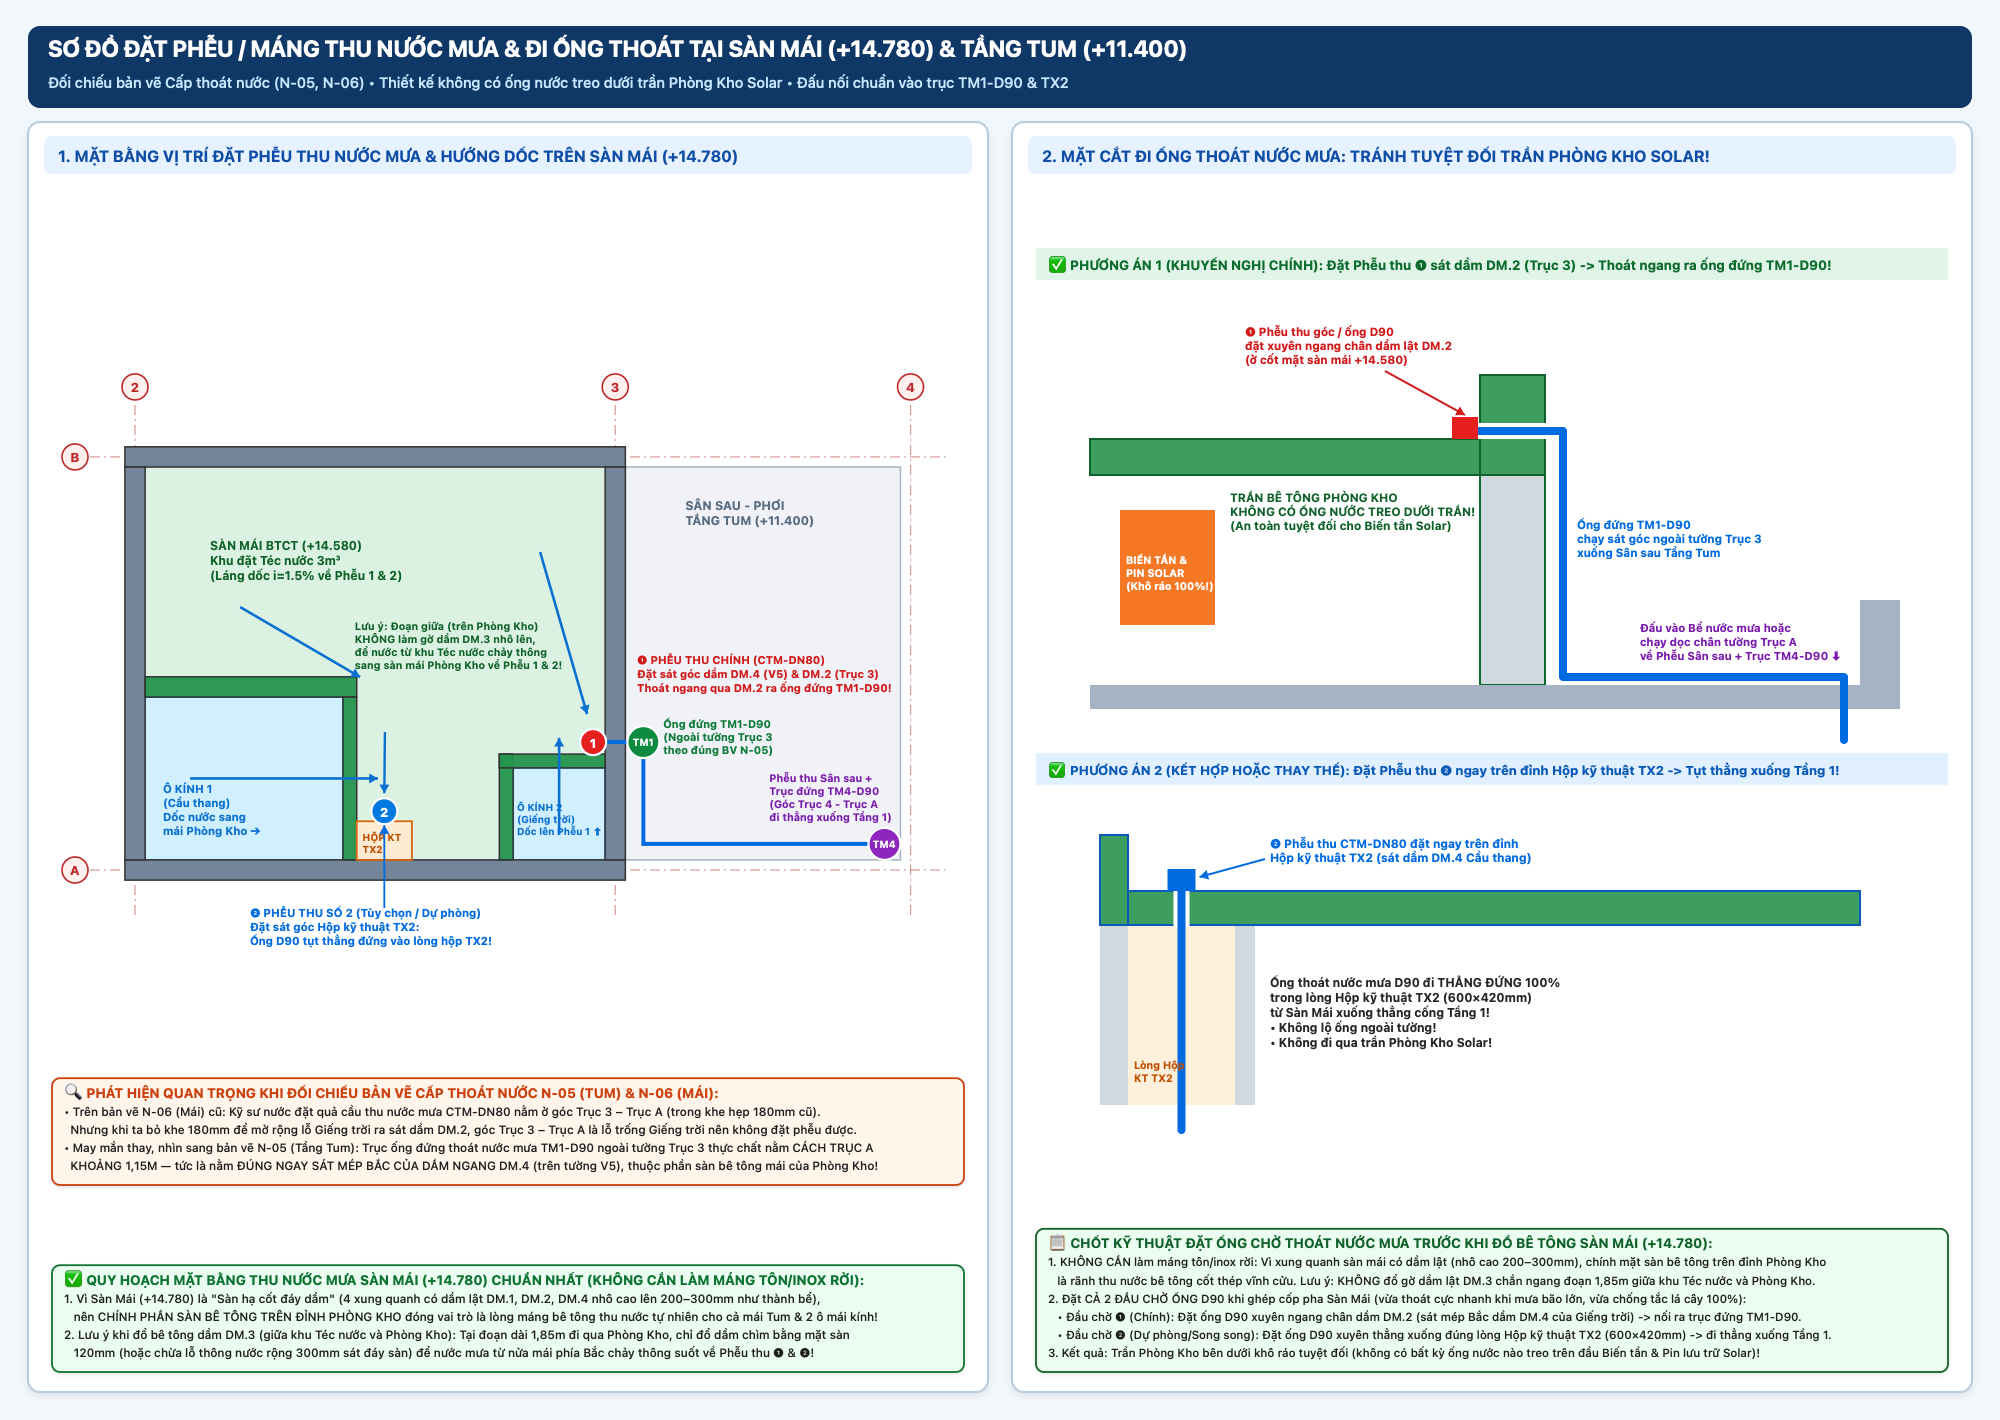 SƠ ĐỒ ĐẶT PHỄU / MÁNG THU NƯỚC MƯA & ĐI ỐNG THOÁT TẠI SÀN MÁI (+14.780) & TẦNG TUM (+11.400)
Đối chiếu bản vẽ Cấp thoát nước (N-05, N-06) • Thiết kế không có ống nước treo dưới trần Phòng Kho Solar • Đấu nối chuẩn vào trục TM1-D90 & TX2
1. MẶT BẰNG VỊ TRÍ ĐẶT PHỄU THU NƯỚC MƯA & HƯỚNG DỐC TRÊN SÀN MÁI (+14.780)
2
3
4
B
SÂN SAU - PHƠI
TẦNG TUM (+11.400)
SÀN MÁI BTCT (+14.580)
Khu đặt Téc nước 3m³
(Láng dốc i=1.5% về Phễu 1 & 2)
Lưu ý: Đoạn giữa (trên Phòng Kho)
KHÔNG làm gờ dầm DM.3 nhô lên,
để nước từ khu Téc nước chảy thông
sang sàn mái Phòng Kho về Phễu 1 & 2!
❶ PHỄU THU CHÍNH (CTM-DN80)
Đặt sát góc dầm DM.4 (V5) & DM.2 (Trục 3)
Thoát ngang qua DM.2 ra ống đứng TM1-D90!
1
TM1
Ống đứng TM1-D90
(Ngoài tường Trục 3
theo đúng BV N-05)
Phễu thu Sân sau +
Trục đứng TM4-D90
(Góc Trục 4 - Trục A
đi thẳng xuống Tầng 1)
TM4
Ô KÍNH 1
(Cầu thang)
Dốc nước sang
mái Phòng Kho ➔
2
HỘP KT
TX2
Ô KÍNH 2
(Giếng trời)
Dốc lên Phễu 1 ⬆
A
❷ PHỄU THU SỐ 2 (Tùy chọn / Dự phòng)
Đặt sát góc Hộp kỹ thuật TX2:
Ống D90 tụt thẳng đứng vào lòng hộp TX2!
🔍 PHÁT HIỆN QUAN TRỌNG KHI ĐỐI CHIẾU BẢN VẼ CẤP THOÁT NƯỚC N-05 (TUM) & N-06 (MÁI):
• Trên bản vẽ N-06 (Mái) cũ: Kỹ sư nước đặt quả cầu thu nước mưa CTM-DN80 nằm ở góc Trục 3 – Trục A (trong khe hẹp 180mm cũ).
Nhưng khi ta bỏ khe 180mm để mở rộng lỗ Giếng trời ra sát dầm DM.2, góc Trục 3 – Trục A là lỗ trống Giếng trời nên không đặt phễu được.
• May mắn thay, nhìn sang bản vẽ N-05 (Tầng Tum): Trục ống đứng thoát nước mưa TM1-D90 ngoài tường Trục 3 thực chất nằm CÁCH TRỤC A
KHOẢNG 1,15M — tức là nằm ĐÚNG NGAY SÁT MÉP BẮC CỦA DẦM NGANG DM.4 (trên tường V5), thuộc phần sàn bê tông mái của Phòng Kho!
✅ QUY HOẠCH MẶT BẰNG THU NƯỚC MƯA SÀN MÁI (+14.780) CHUẨN NHẤT (KHÔNG CẦN LÀM MÁNG TÔN/INOX RỜI):
1. Vì Sàn Mái (+14.780) là "Sàn hạ cốt đáy dầm" (4 xung quanh có dầm lật DM.1, DM.2, DM.4 nhô cao lên 200–300mm như thành bể),
nên CHÍNH PHẦN SÀN BÊ TÔNG TRÊN ĐỈNH PHÒNG KHO đóng vai trò là lòng máng bê tông thu nước tự nhiên cho cả mái Tum & 2 ô mái kính!
2. Lưu ý khi đổ bê tông dầm DM.3 (giữa khu Téc nước và Phòng Kho): Tại đoạn dài 1,85m đi qua Phòng Kho, chỉ đổ dầm chìm bằng mặt sàn
120mm (hoặc chừa lỗ thông nước rộng 300mm sát đáy sàn) để nước mưa từ nửa mái phía Bắc chảy thông suốt về Phễu thu ❶ & ❷!
2. MẶT CẮT ĐI ỐNG THOÁT NƯỚC MƯA: TRÁNH TUYỆT ĐỐI TRẦN PHÒNG KHO SOLAR!
✅ PHƯƠNG ÁN 1 (KHUYẾN NGHỊ CHÍNH): Đặt Phễu thu ❶ sát dầm DM.2 (Trục 3) -> Thoát ngang ra ống đứng TM1-D90!
❶ Phễu thu góc / ống D90
đặt xuyên ngang chân dầm lật DM.2
(ở cốt mặt sàn mái +14.580)
TRẦN BÊ TÔNG PHÒNG KHO
KHÔNG CÓ ỐNG NƯỚC TREO DƯỚI TRẦN!
(An toàn tuyệt đối cho Biến tần Solar)
BIẾN TẦN &
PIN SOLAR
(Khô ráo 100%!)
Ống đứng TM1-D90
chạy sát góc ngoài tường Trục 3
xuống Sân sau Tầng Tum
Đấu vào Bể nước mưa hoặc
chạy dọc chân tường Trục A
về Phễu Sân sau + Trục TM4-D90 ⬇
✅ PHƯƠNG ÁN 2 (KẾT HỢP HOẶC THAY THẾ): Đặt Phễu thu ❷ ngay trên đỉnh Hộp kỹ thuật TX2 -> Tụt thẳng xuống Tầng 1!
❷ Phễu thu CTM-DN80 đặt ngay trên đỉnh
Hộp kỹ thuật TX2 (sát dầm DM.4 Cầu thang)
Ống thoát nước mưa D90 đi THẲNG ĐỨNG 100%
trong lòng Hộp kỹ thuật TX2 (600×420mm)
từ Sàn Mái xuống thẳng cống Tầng 1!
• Không lộ ống ngoài tường!
• Không đi qua trần Phòng Kho Solar!
Lòng Hộp
KT TX2
📋 CHỐT KỸ THUẬT ĐẶT ỐNG CHỜ THOÁT NƯỚC MƯA TRƯỚC KHI ĐỔ BÊ TÔNG SÀN MÁI (+14.780):
1. KHÔNG CẦN làm máng tôn/inox rời: Vì xung quanh sàn mái có dầm lật (nhô cao 200–300mm), chính mặt sàn bê tông trên đỉnh Phòng Kho
là rãnh thu nước bê tông cốt thép vĩnh cửu. Lưu ý: KHÔNG đổ gờ dầm lật DM.3 chắn ngang đoạn 1,85m giữa khu Téc nước và Phòng Kho.
2. Đặt CẢ 2 ĐẦU CHỜ ỐNG D90 khi ghép cốp pha Sàn Mái (vừa thoát cực nhanh khi mưa bão lớn, vừa chống tắc lá cây 100%):
• Đầu chờ ❶ (Chính): Đặt ống D90 xuyên ngang chân dầm DM.2 (sát mép Bắc dầm DM.4 của Giếng trời) -> nối ra trục đứng TM1-D90.
• Đầu chờ ❷ (Dự phòng/Song song): Đặt ống D90 xuyên thẳng xuống đúng lòng Hộp kỹ thuật TX2 (600×420mm) -> đi thẳng xuống Tầng 1.
3. Kết quả: Trần Phòng Kho bên dưới khô ráo tuyệt đối (không có bất kỳ ống nước nào treo trên đầu Biến tần & Pin lưu trữ Solar)!